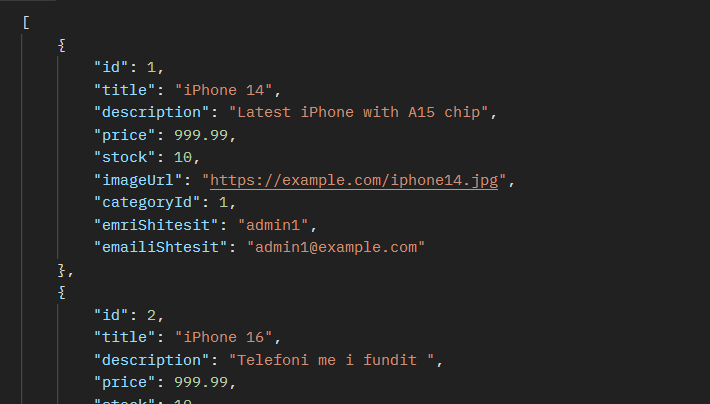 [
{
"id": 1,
"title": "iPhone 14",
"description": "Latest iPhone with A15 chip",
"price": 999.99,
"stock": 10,
"imageUrl": "https://example.com/iphone14.jpg",
"categoryId": 1,
"emriShitesit": "admin1",
"emailiShtesit": "admin1@example.com"
},
{
"id": 2,
"title": "iPhone 16",
"description": "Telefoni me i fundit ",
"price": 999.99,
"stock": 10,